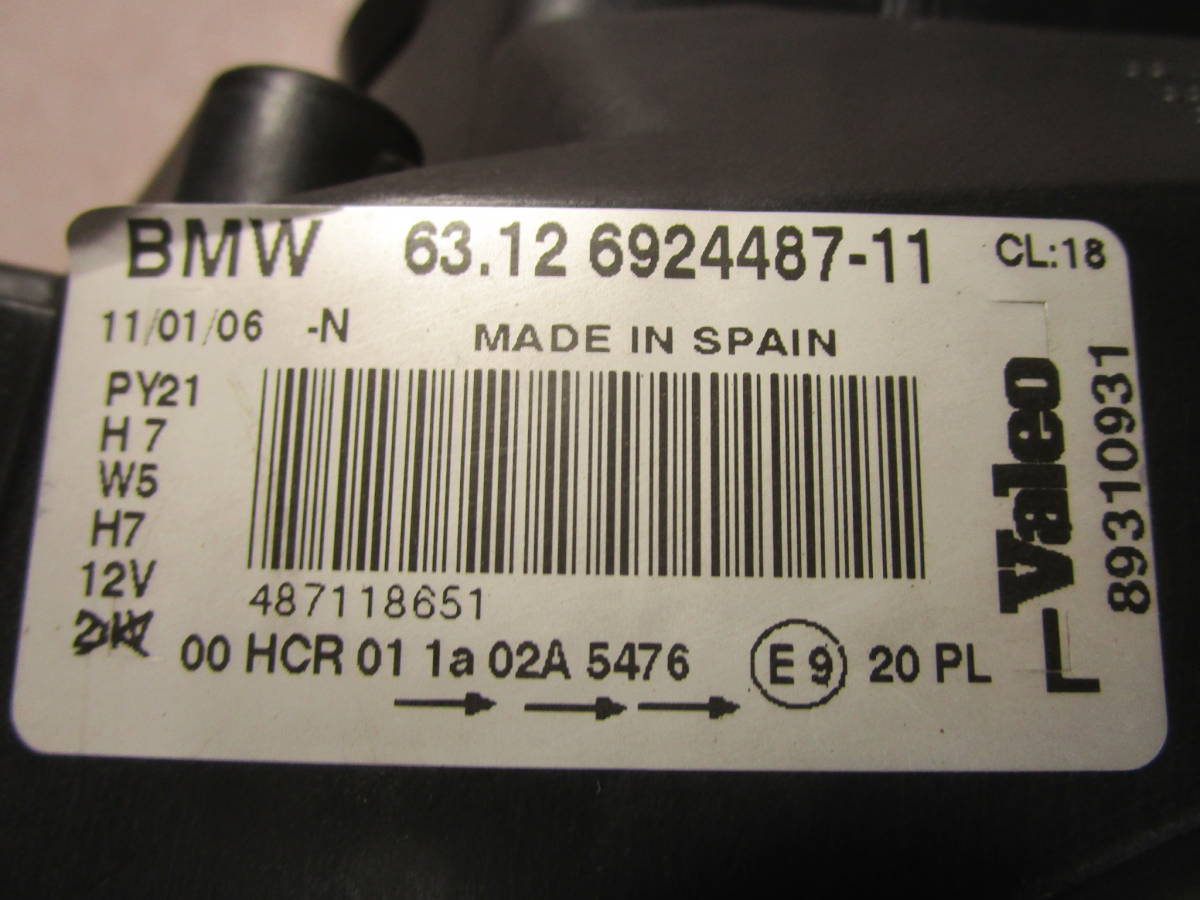 BMW 63.12 6924487-11 CL:18
11/01/06 -N MADE IN SPAIN
PY21
H7
W5
H7
12V
487118651
00 HCR 01 1a 02A 5476 E9 20 PL
Valeo
89310931